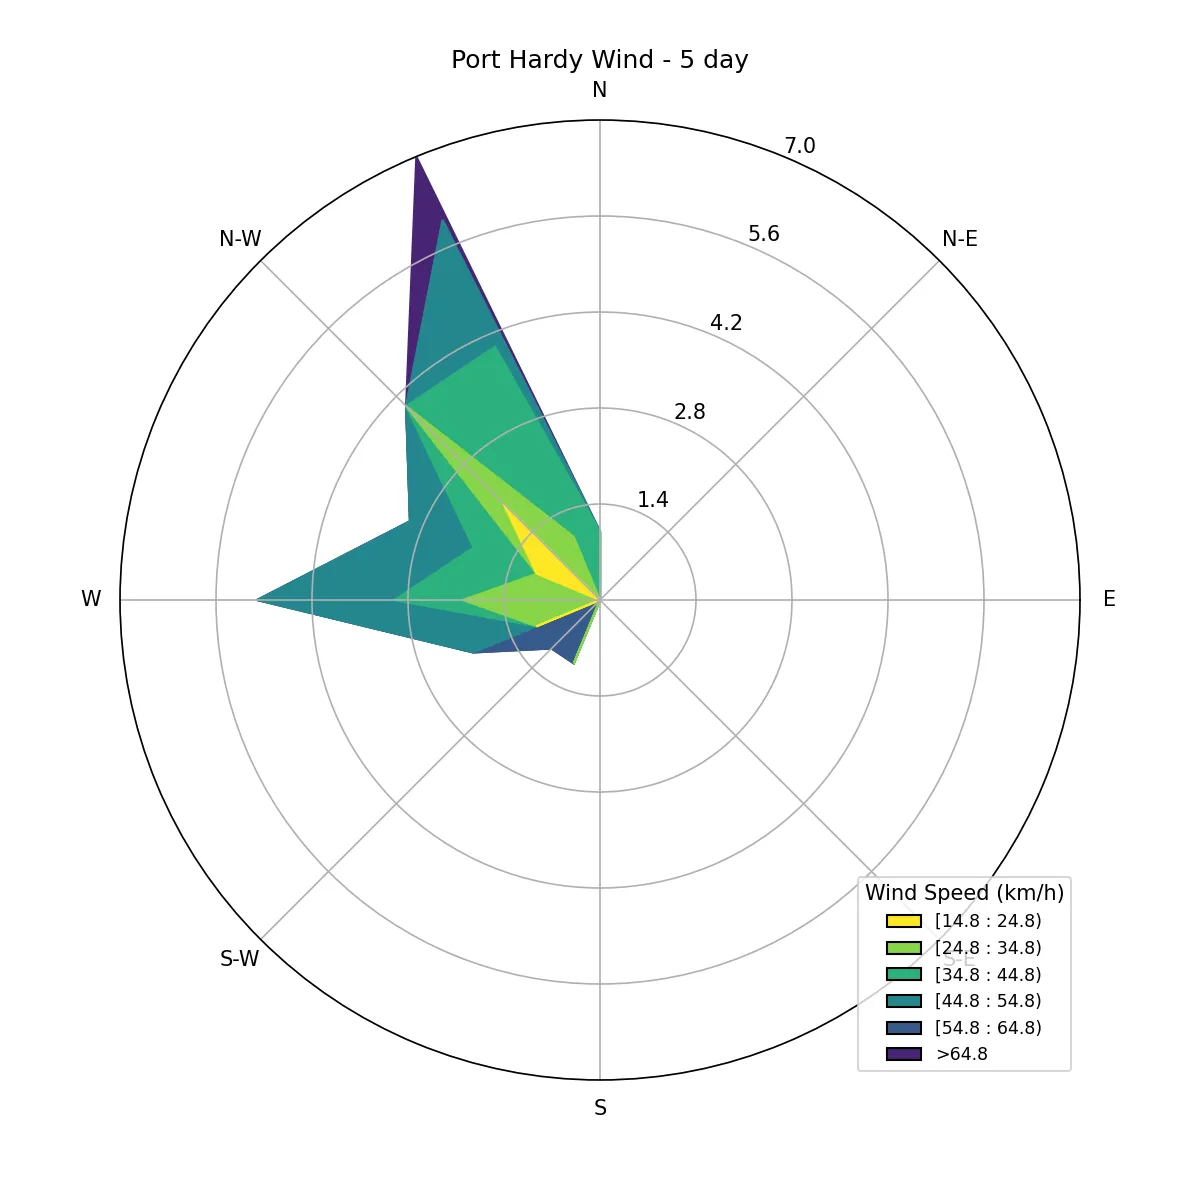 Port Hardy Wind - 5 day
N
7.0
N-W
5.6
N-E
4.2
2.8
1.4
W
E
Wind Speed (km/h)
[14.8 : 24.8)
[24.8 : 34.8)
S-W
S-E
[34.8 : 44.8)
[44.8 : 54.8)
[54.8 : 64.8)
>64.8
S